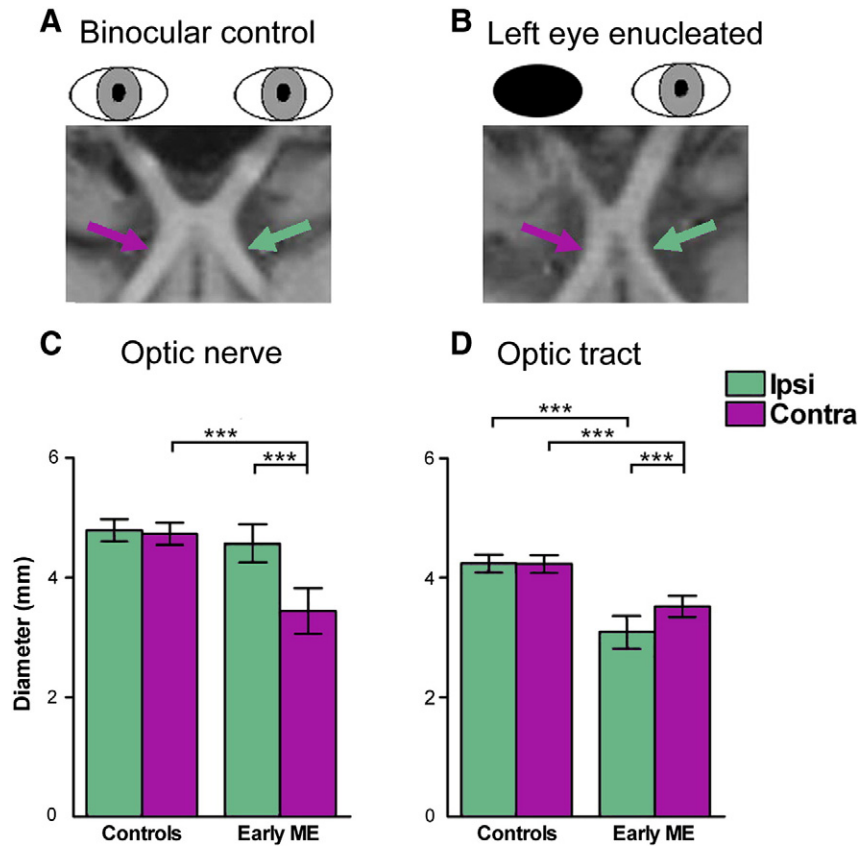 A Binocular control
B Left eye enucleated
C Optic nerve
D Optic tract
Ipsi
Contra
***
***
***
***
***
6
4
2
0
Diameter (mm)
Controls
Early ME
6
4
2
0
Controls
Early ME